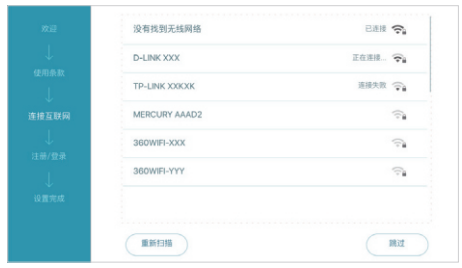 欢迎
使用条款
连接互联网
注册/登录
设置完成
没有找到无线网络 已连接
D-LINK XXX 正在连接...
TP-LINK XXKXK 连接失败
MERCURY AAAD2
360WIFI-XXX
360WIFI-YYY
重新扫描 跳过